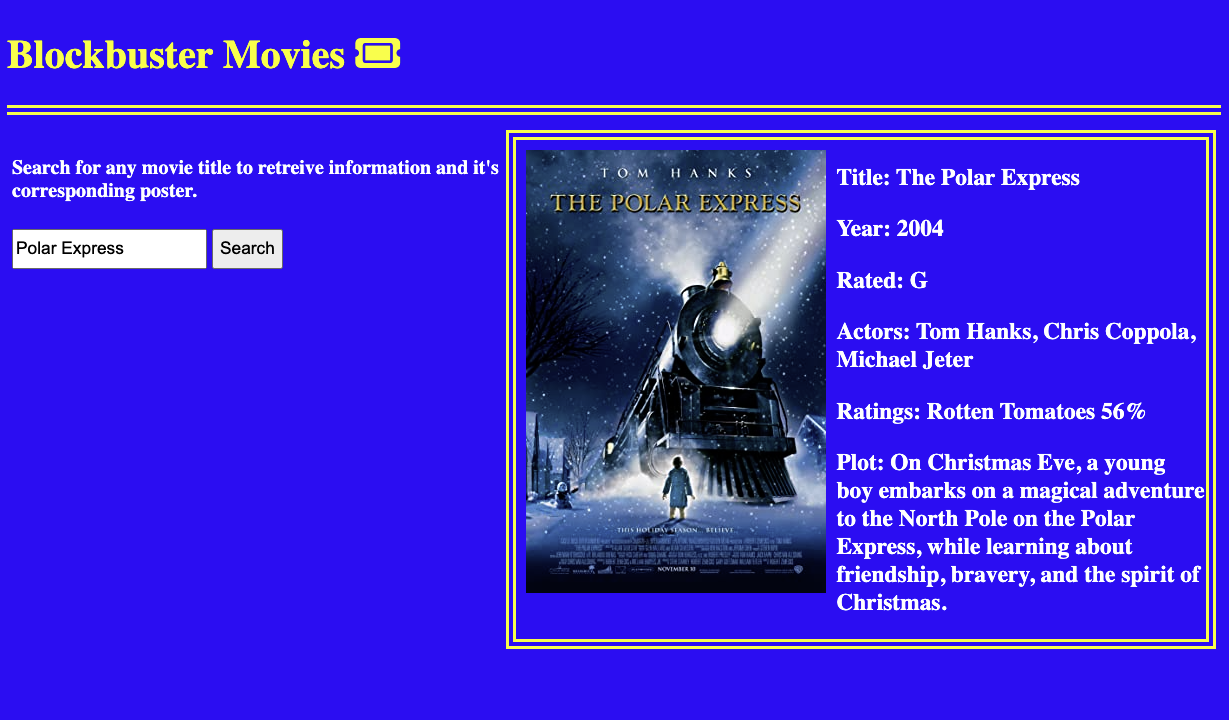 Blockbuster Movies
Search for any movie title to retreive information and it's
corresponding poster.
Polar Express
Search
TOM HANKS
THE POLAR EXPRESS
THIS HOLIDAY SEASON... BELIEVE.
NOVEMBER 10
Title: The Polar Express
Year: 2004
Rated: G
Actors: Tom Hanks, Chris Coppola,
Michael Jeter
Ratings: Rotten Tomatoes 56%
Plot: On Christmas Eve, a young
boy embarks on a magical adventure
to the North Pole on the Polar
Express, while learning about
friendship, bravery, and the spirit of
Christmas.